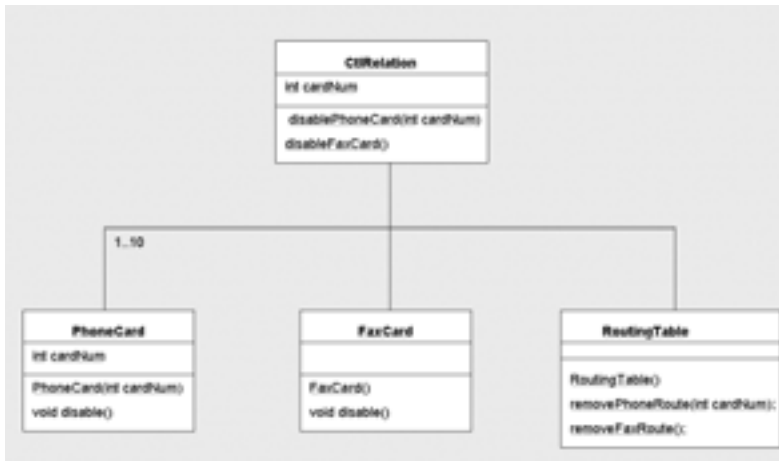 CtlRelation
int cardNum
disablePhoneCard(int cardNum)
disableFaxCard()
1..10
PhoneCard
int cardNum
PhoneCard(int cardNum)
void disable()
FaxCard
FaxCard()
void disable()
RoutingTable
RoutingTable()
removePhoneRoute(int cardNum);
removeFaxRoute();